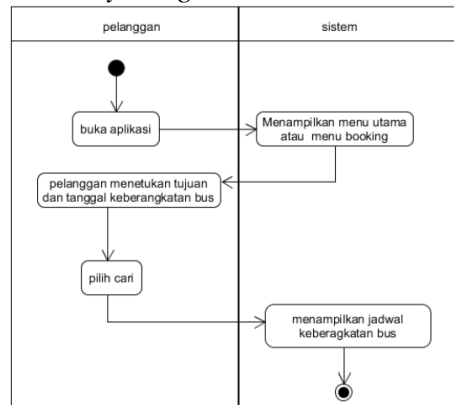 pelanggan
sistem
buka aplikasi
Menampilkan menu utama
atau menu booking
pelanggan menetukan tujuan
dan tanggal keberangkatan bus
pilih cari
menampilkan jadwal
keberagkatan bus